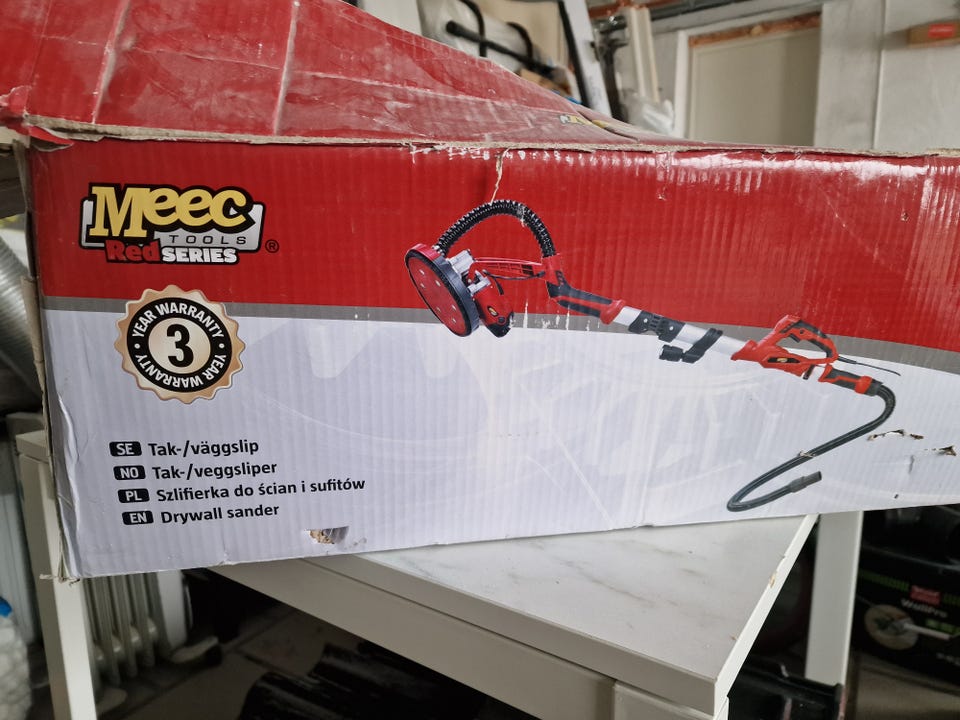 Meec
TOOLS
Red SERIES ®
YEAR WARRANTY
3
YEAR WARRANTY
SE Tak-/väggslip
NO Tak-/veggsliper
PL Szlifierka do ścian i sufitów
EN Drywall sander
WallPro